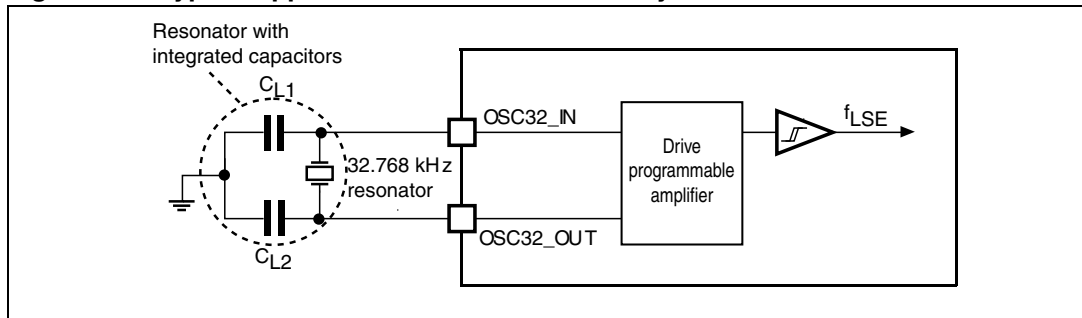 Resonator with
integrated capacitors
CL1
OSC32_IN
fLSE
Drive
programmable
amplifier
32.768 kHz
resonator
OSC32_OUT
CL2